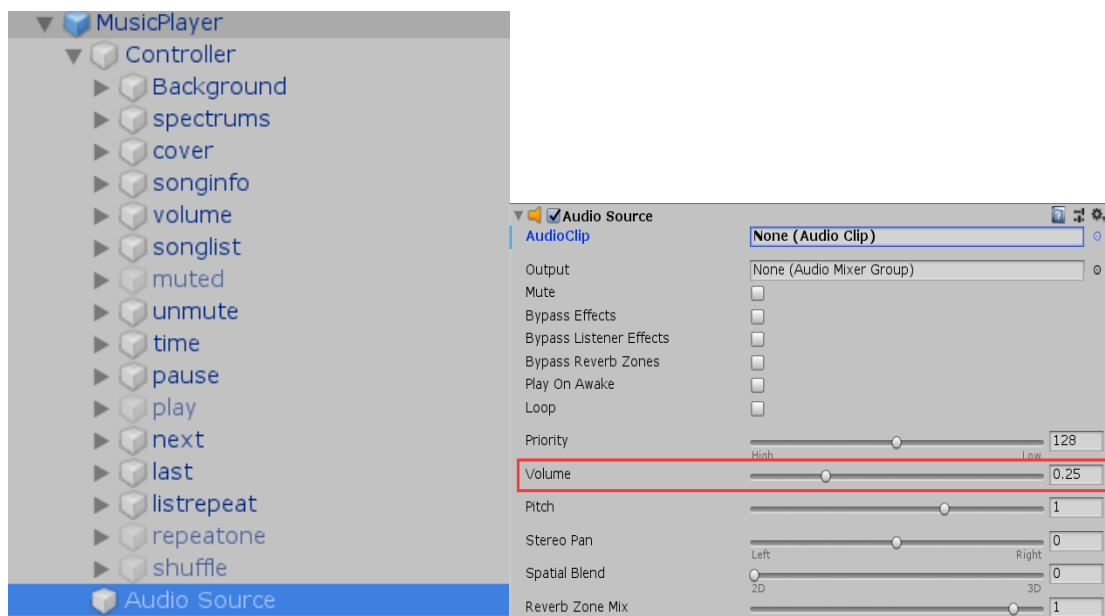 MusicPlayer
Controller
Background
spectrums
cover
songinfo
volume
songlist
muted
unmute
time
pause
play
next
last
listrepeat
repeatone
shuffle
Audio Source
Audio Source
AudioClip None (Audio Clip)
Output None (Audio Mixer Group)
Mute
Bypass Effects
Bypass Listener Effects
Bypass Reverb Zones
Play On Awake
Loop
Priority 128
High Low
Volume 0.25
Pitch 1
Stereo Pan 0
Left Right
Spatial Blend 0
2D 3D
Reverb Zone Mix 1